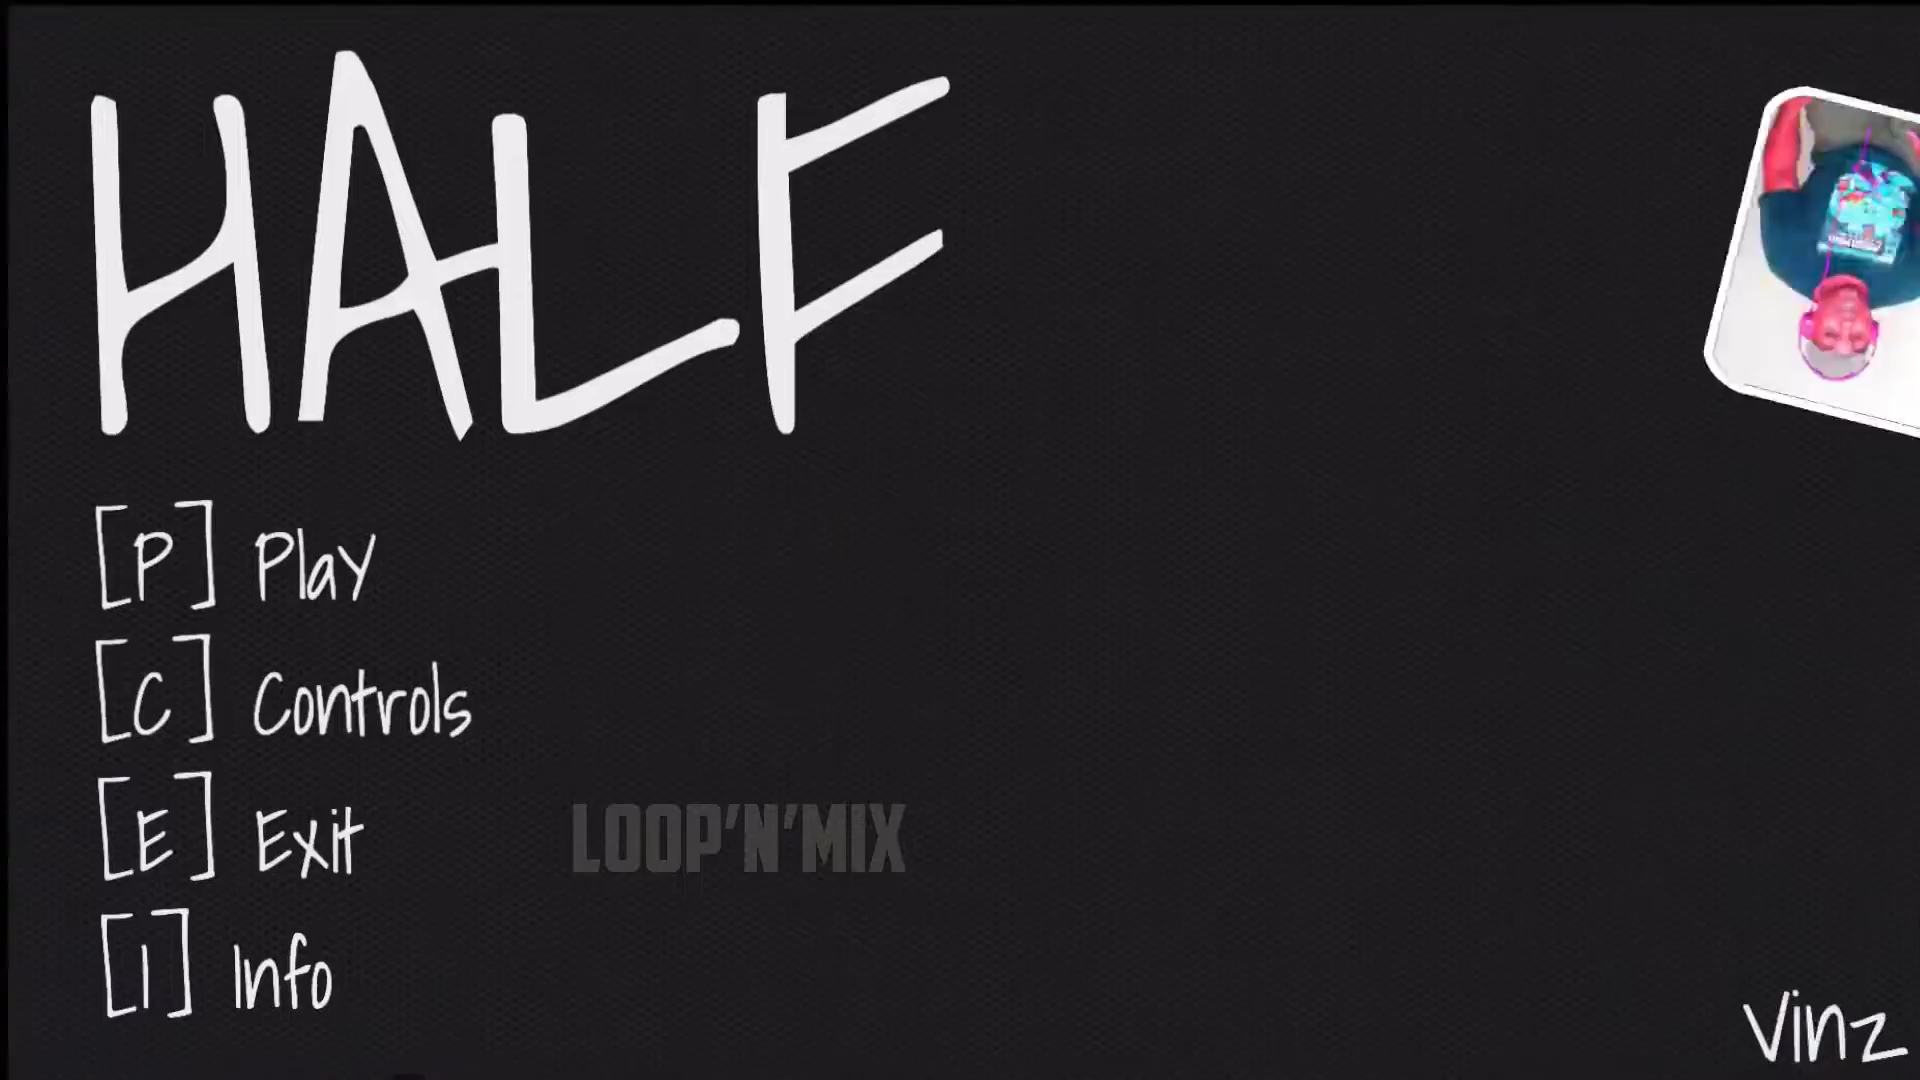 HALF
[P] Play
[C] Controls
[E] Exit
LOOP'N'MIX
[I] Info
Vinz